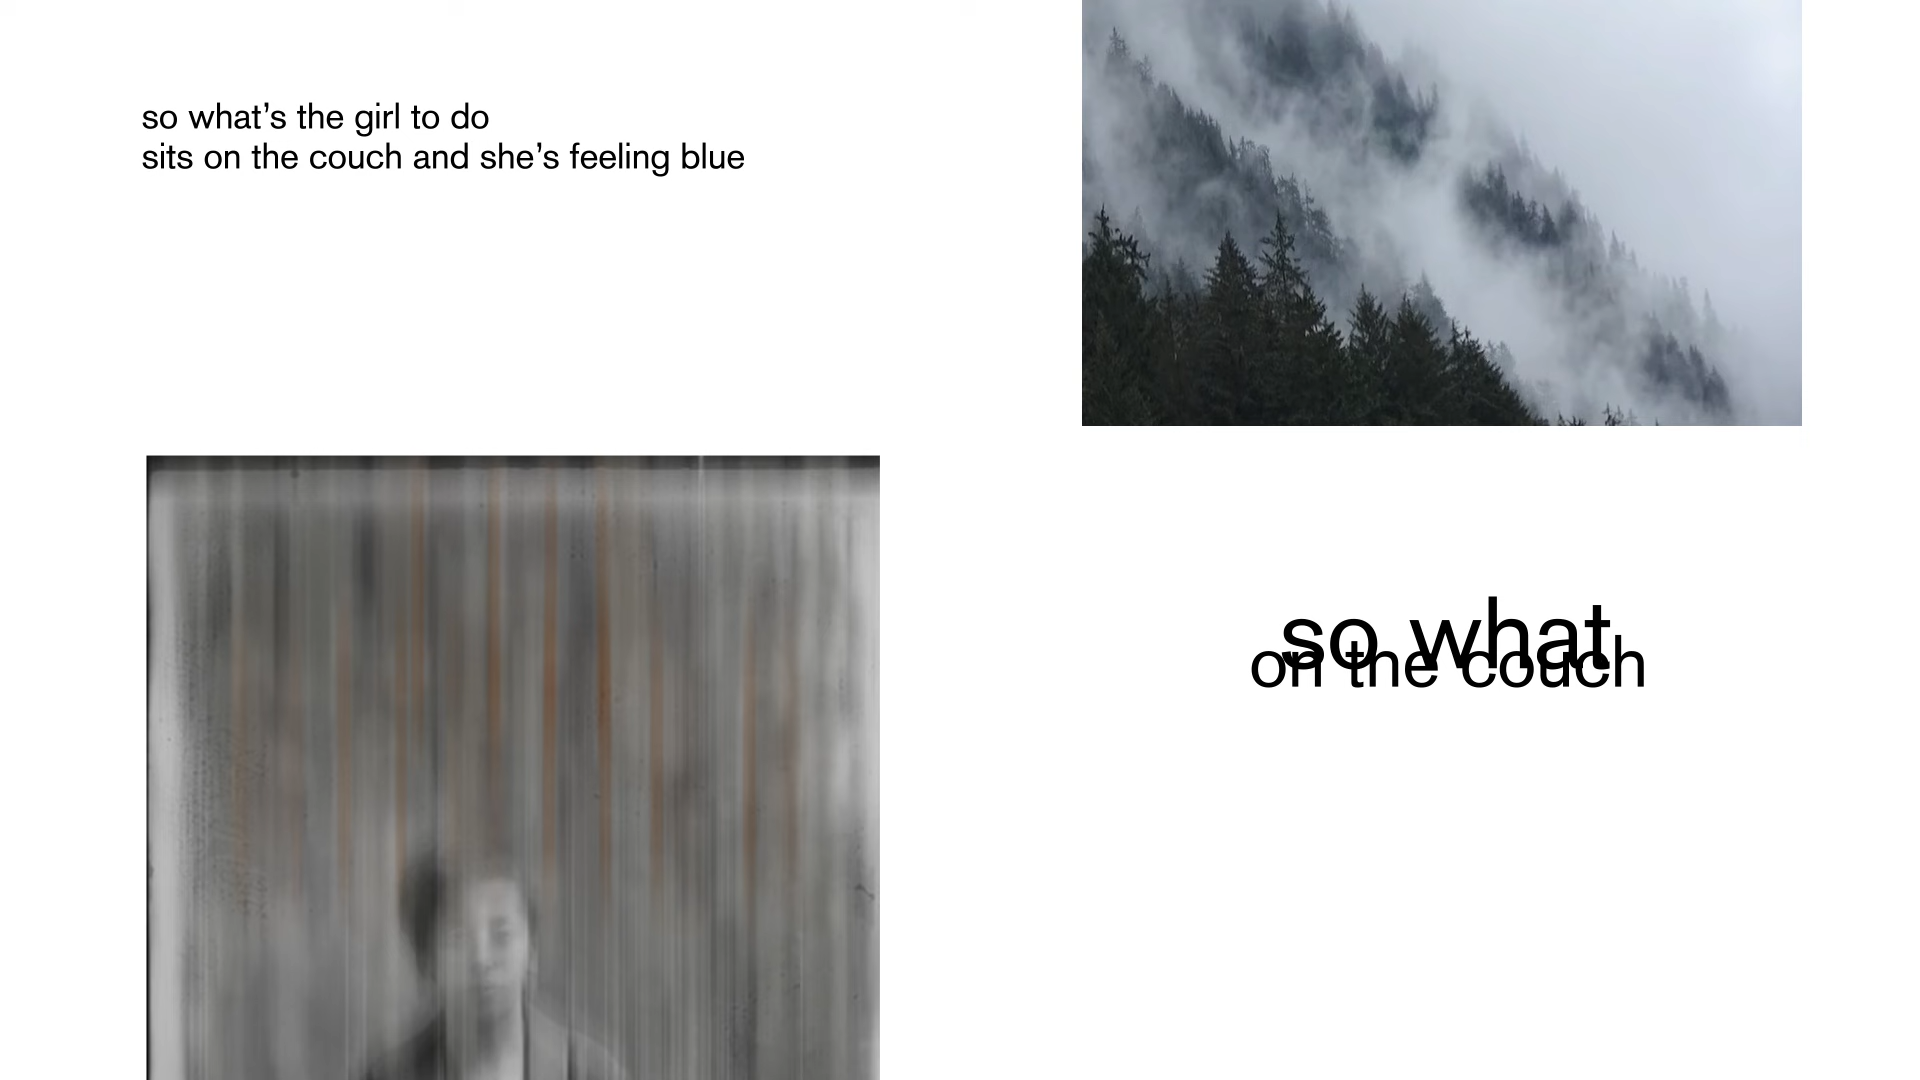 so what’s the girl to do
sits on the couch and she’s feeling blue
so what
on the couch